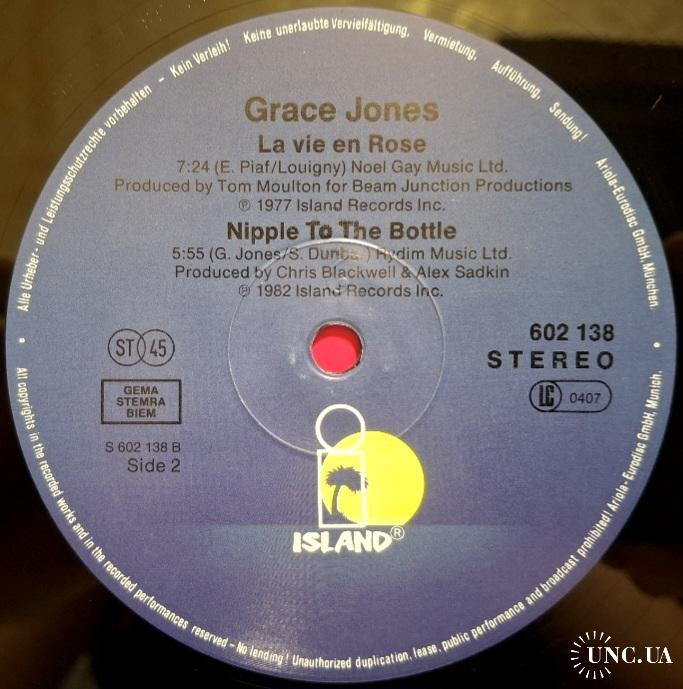 Alle Urheber- und Leistungsschutzrechte vorbehalten – Kein Verleih! Keine unerlaubte Vervielfältigung, Vermietung, Aufführung, Sendung! Ariola-Eurodisc GmbH, München.
Grace Jones
La vie en Rose
7:24 (E. Piaf/Louigny) Noel Gay Music Ltd.
Produced by Tom Moulton for Beam Junction Productions
℗ 1977 Island Records Inc.
Nipple To The Bottle
5:55 (G. Jones/S. Dunbar) Rydim Music Ltd.
Produced by Chris Blackwell & Alex Sadkin
℗ 1982 Island Records Inc.
ST 45
GEMA
STEMRA
BIEM
S 602 138 B
Side 2
602 138
STEREO
LC 0407
ISLAND®
All copyrights in the recorded works and in the recorded performances reserved – No lending! Unauthorized duplication, lease, public performance and broadcast prohibited! Ariola-Eurodisc GmbH, Munich.
UNC.UA